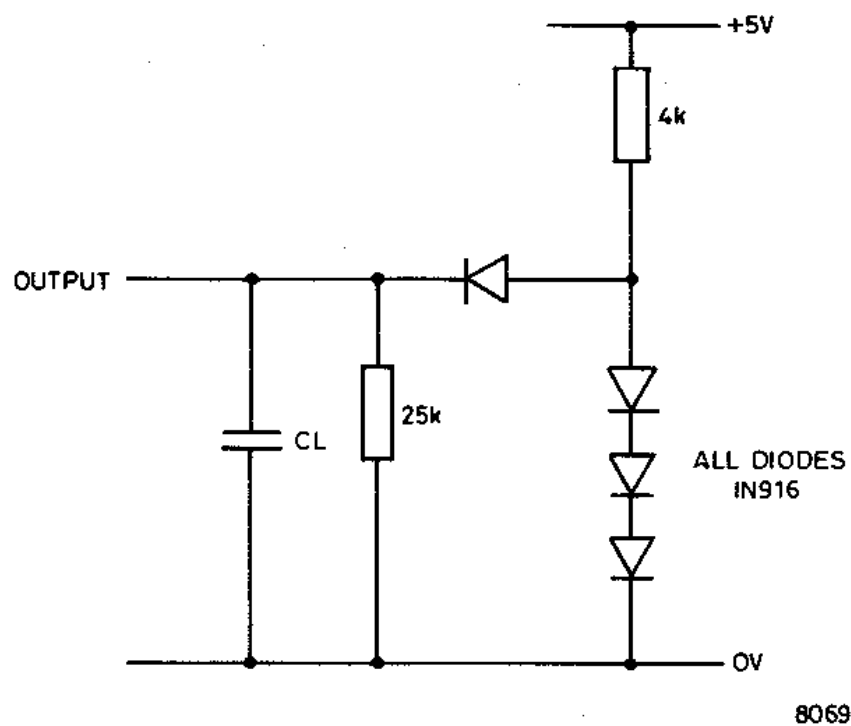 +5V
4k
OUTPUT
25k
CL
ALL DIODES
IN916
0V
8069